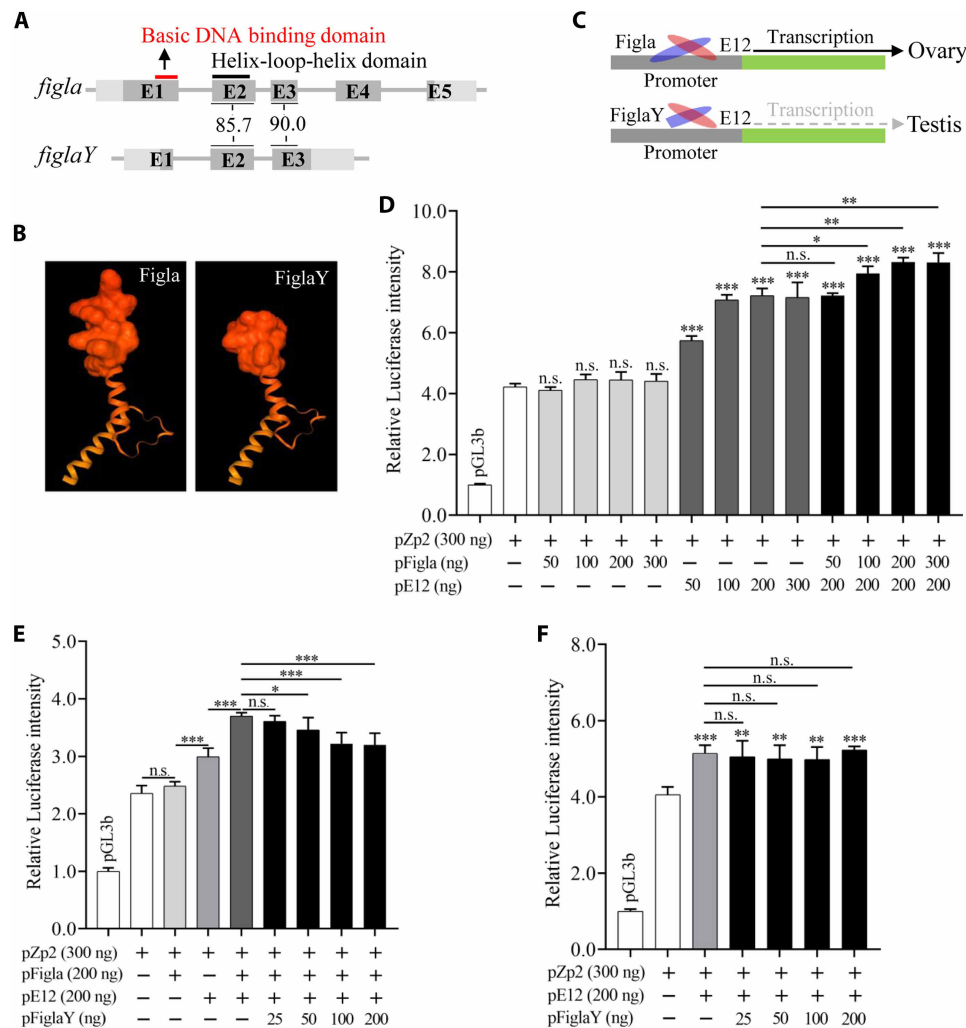 A
Basic DNA binding domain
Helix-loop-helix domain
figla
E1 E2 E3 E4 E5
85.7 90.0
figlaY
E1 E2 E3
B
Figla
FiglaY
C
Figla E12 Transcription Ovary
Promoter
FiglaY E12 Transcription Testis
Promoter
D
Relative Luciferase intensity
10.0
8.0
6.0
4.0
2.0
0.0
pGL3b
n.s. n.s. n.s. n.s.
*** *** *** *** *** *** *** ***
n.s.
*
**
**
pZp2 (300 ng) + + + + + + + + + + + + +
pFigla (ng) − 50 100 200 300 − − − − 50 100 200 300
pE12 (ng) − − − − − 50 100 200 300 200 200 200 200
E
Relative Luciferase intensity
5.0
4.0
3.0
2.0
1.0
0.0
pGL3b
n.s.
***
***
n.s.
*
***
***
pZp2 (300 ng) + + + + + + + +
pFigla (200 ng) − + − + + + + +
pE12 (200 ng) − − + + + + + +
pFiglaY (ng) − − − − 25 50 100 200
F
Relative Luciferase intensity
8.0
6.0
4.0
2.0
0.0
pGL3b
*** ** ** ** ***
n.s.
n.s.
n.s.
n.s.
pZp2 (300 ng) + + + + + +
pE12 (200 ng) − + + + + +
pFiglaY (ng) − − 25 50 100 200